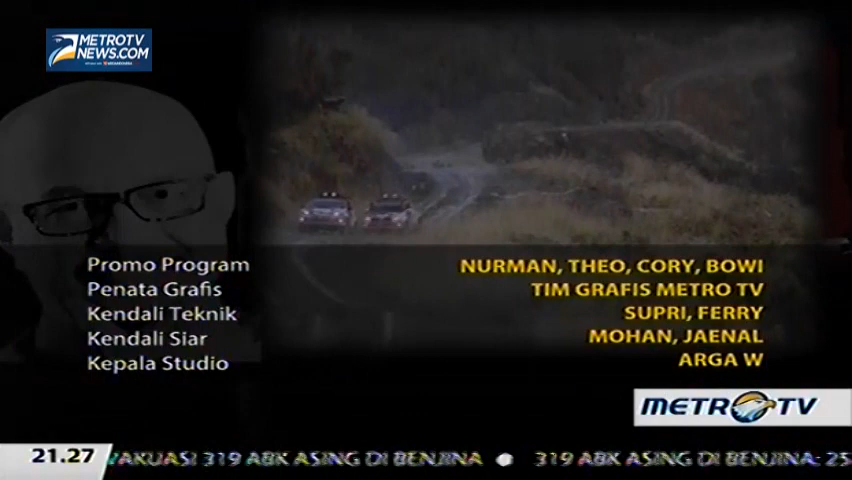 METROTV
NEWS.COM
Promo Program NURMAN, THEO, CORY, BOWI
Penata Grafis TIM GRAFIS METRO TV
Kendali Teknik SUPRI, FERRY
Kendali Siar MOHAN, JAENAL
Kepala Studio ARGA W
METRO TV
21.27 VAKUASI 319 ABK ASING DI BENJINA 319 ABK ASING DI BENJINA 25